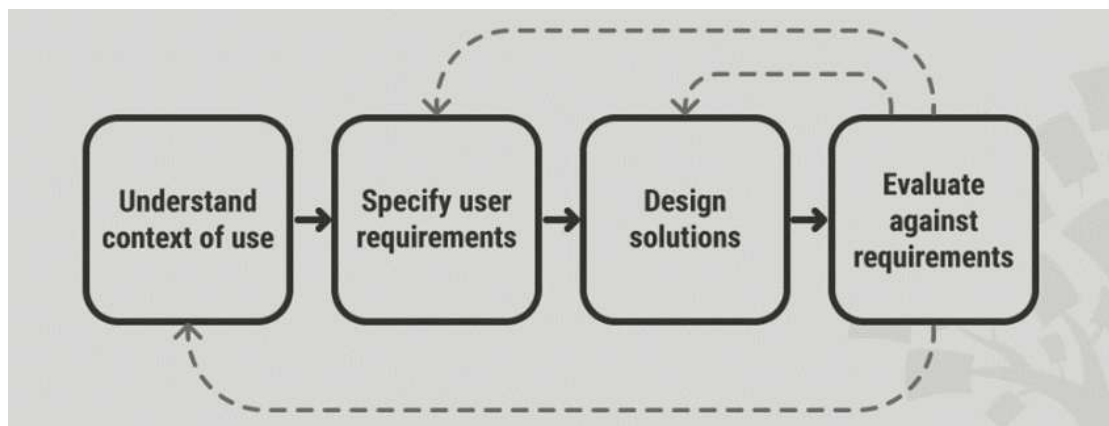 Understand
context of use
Specify user
requirements
Design
solutions
Evaluate
against
requirements